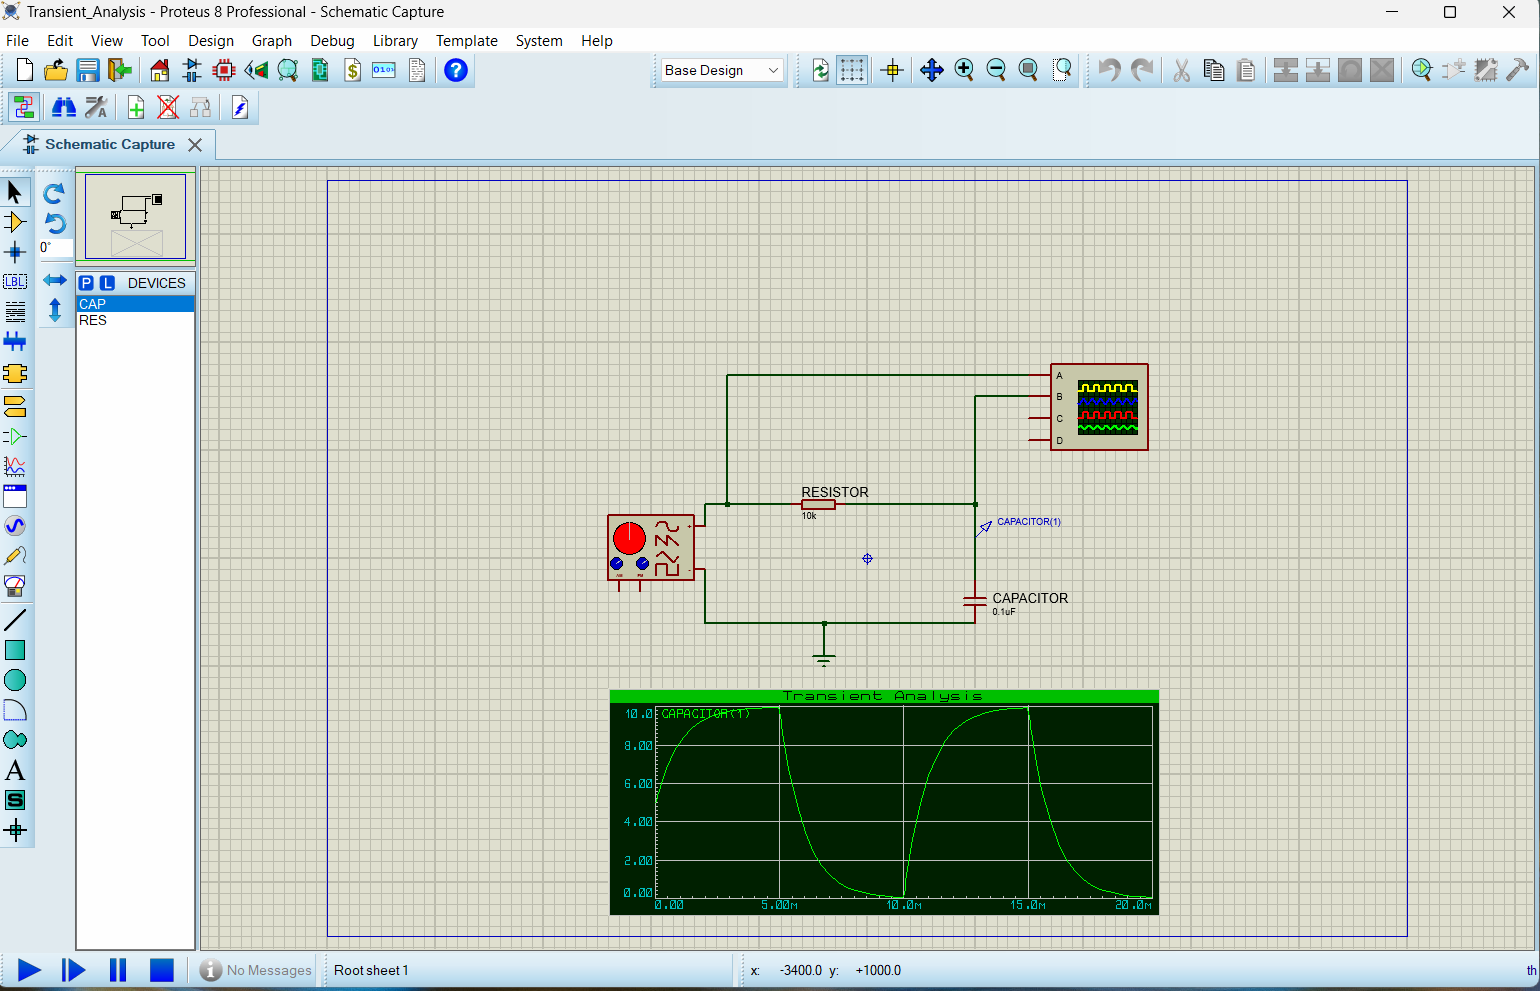 Transient_Analysis - Proteus 8 Professional - Schematic Capture
File Edit View Tool Design Graph Debug Library Template System Help
Base Design
Schematic Capture
0°
P L DEVICES
CAP
RES
LBL
A
S
A
B
C
D
RESISTOR
10k
CAPACITOR(1)
AM FM
CAPACITOR
0.1uF
Transient Analysis
CAPACITOR(1)
10.0
8.00
6.00
4.00
2.00
0.00
0.00 5.00m 10.0m 15.0m 20.0m
No Messages
Root sheet 1
x: -3400.0 y: +1000.0
th